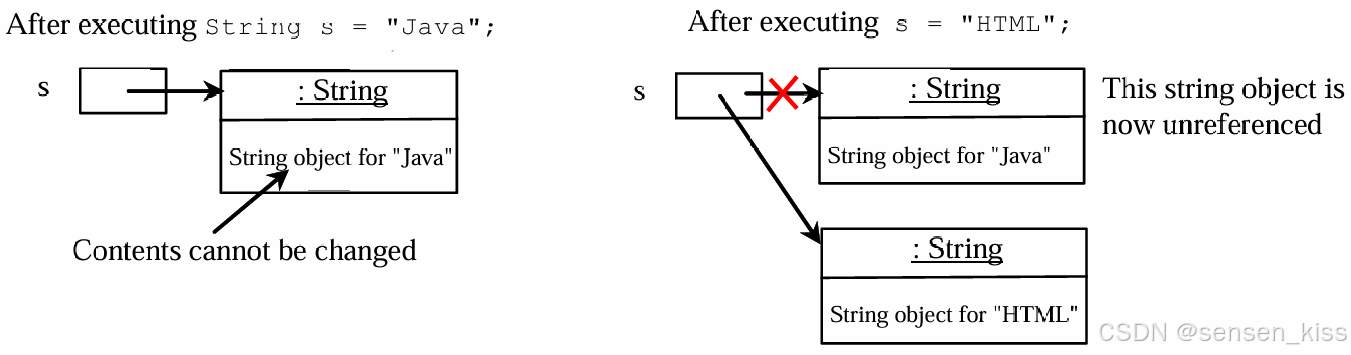 After executing String s = "Java";
s
: String
String object for "Java"
Contents cannot be changed
After executing s = "HTML";
s
: String
String object for "Java"
This string object is
now unreferenced
: String
String object for "HTML"
CSDN @sensen_kiss